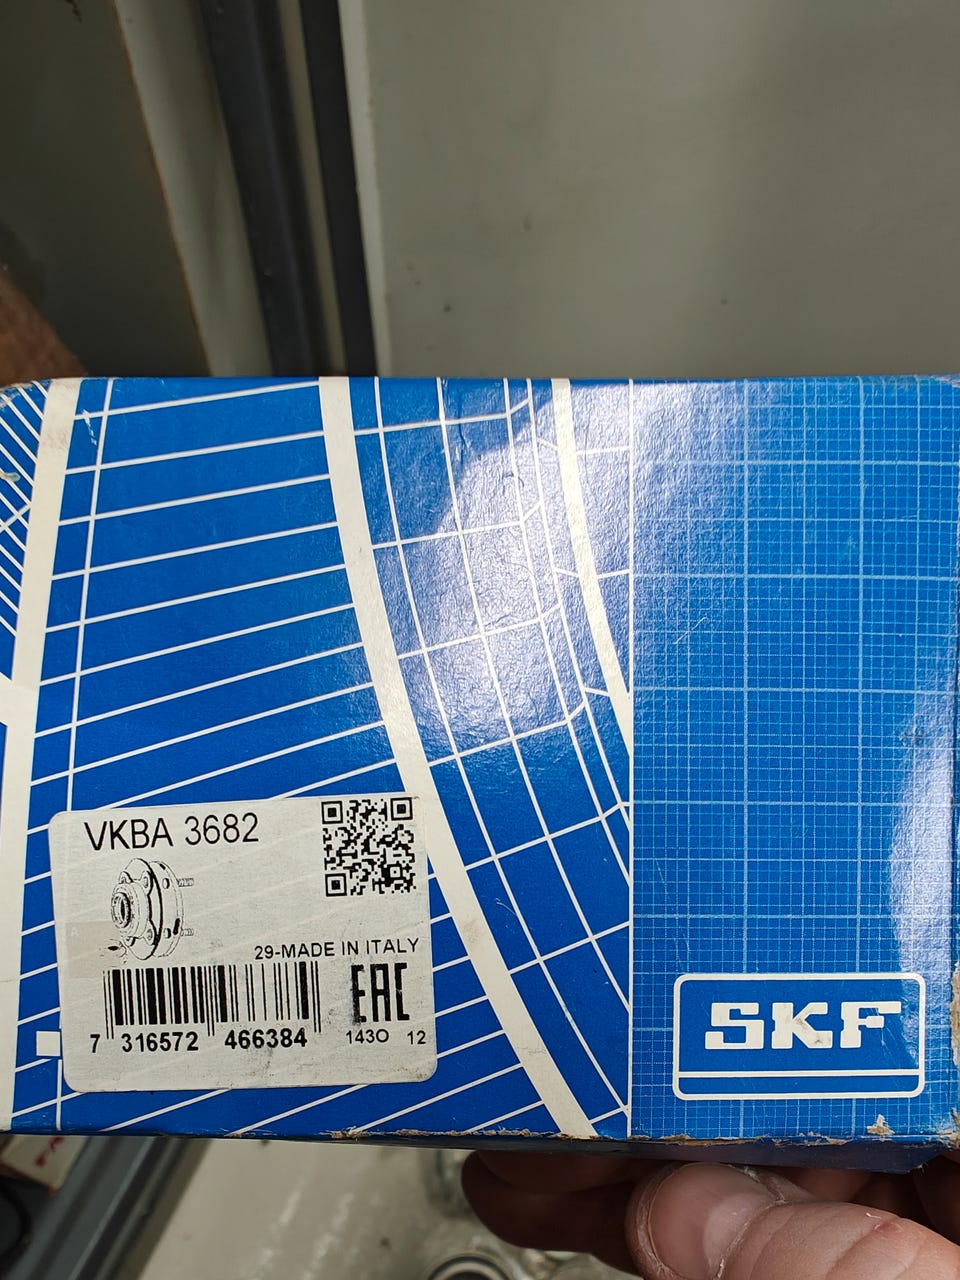 VKBA 3682
29-MADE IN ITALY
EAC
7 316572 466384
143O 12
SKF